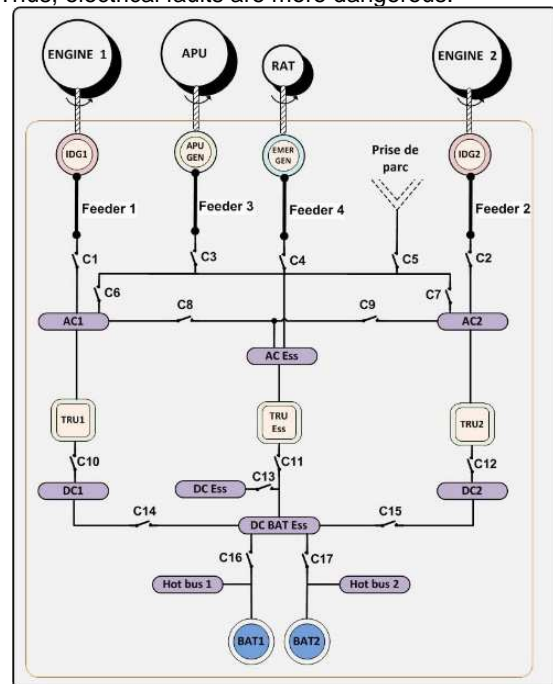 Thus, electrical faults are more dangerous.
ENGINE 1
APU
RAT
ENGINE 2
IDG1
APU
GEN
EMER
GEN
Prise de
parc
IDG2
Feeder 1
Feeder 3
Feeder 4
Feeder 2
C1
C3
C4
C5
C2
C6
C7
C8
C9
AC1
AC2
AC Ess
TRU1
TRU
Ess
TRU2
C10
C11
C12
C13
DC1
DC Ess
DC2
C14
C15
DC BAT Ess
C16
C17
Hot bus 1
Hot bus 2
BAT1
BAT2